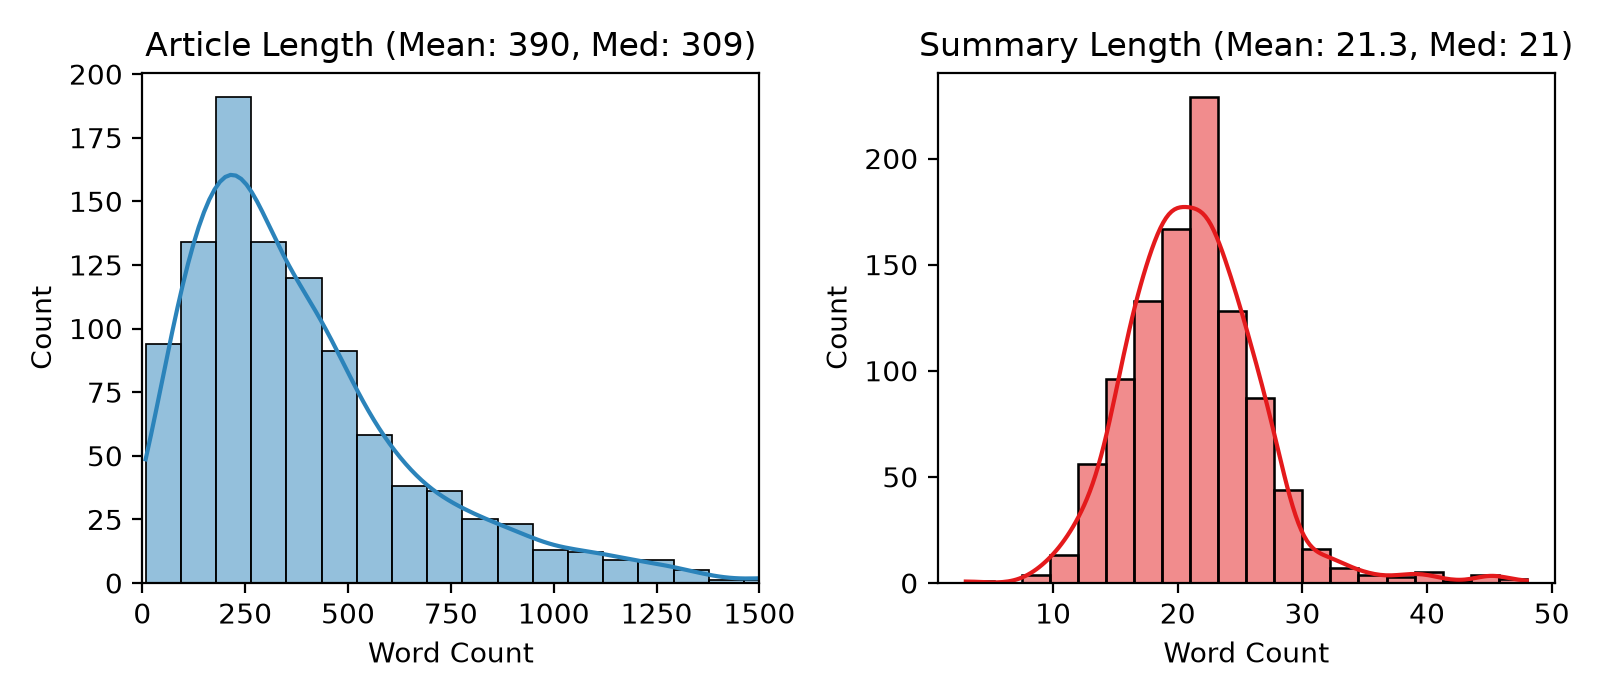 Article Length (Mean: 390, Med: 309)
200
175
150
125
100
75
50
25
0
Count
0 250 500 750 1000 1250 1500
Word Count
Summary Length (Mean: 21.3, Med: 21)
200
150
100
50
0
Count
10 20 30 40 50
Word Count